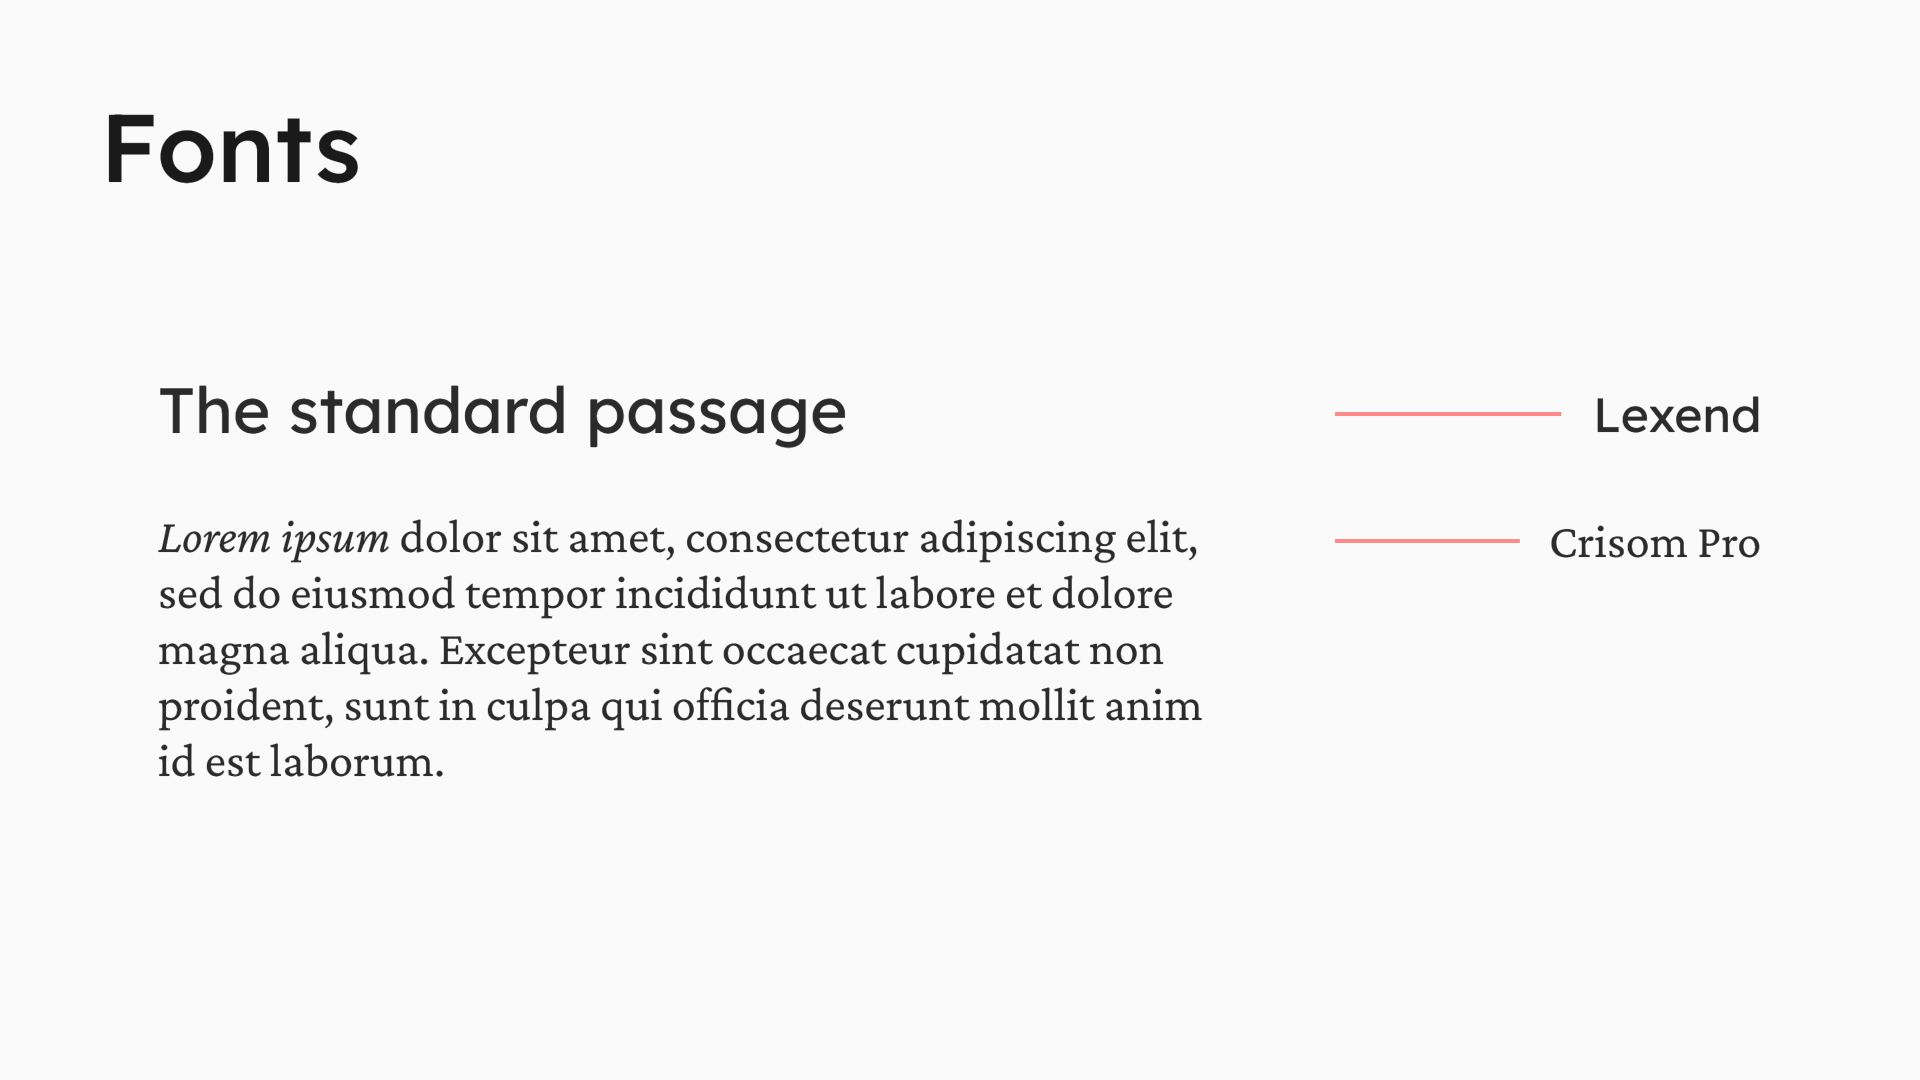 Fonts
The standard passage
Lexend
Lorem ipsum dolor sit amet, consectetur adipiscing elit,
Crisom Pro
sed do eiusmod tempor incididunt ut labore et dolore
magna aliqua. Excepteur sint occaecat cupidatat non
proident, sunt in culpa qui officia deserunt mollit anim
id est laborum.